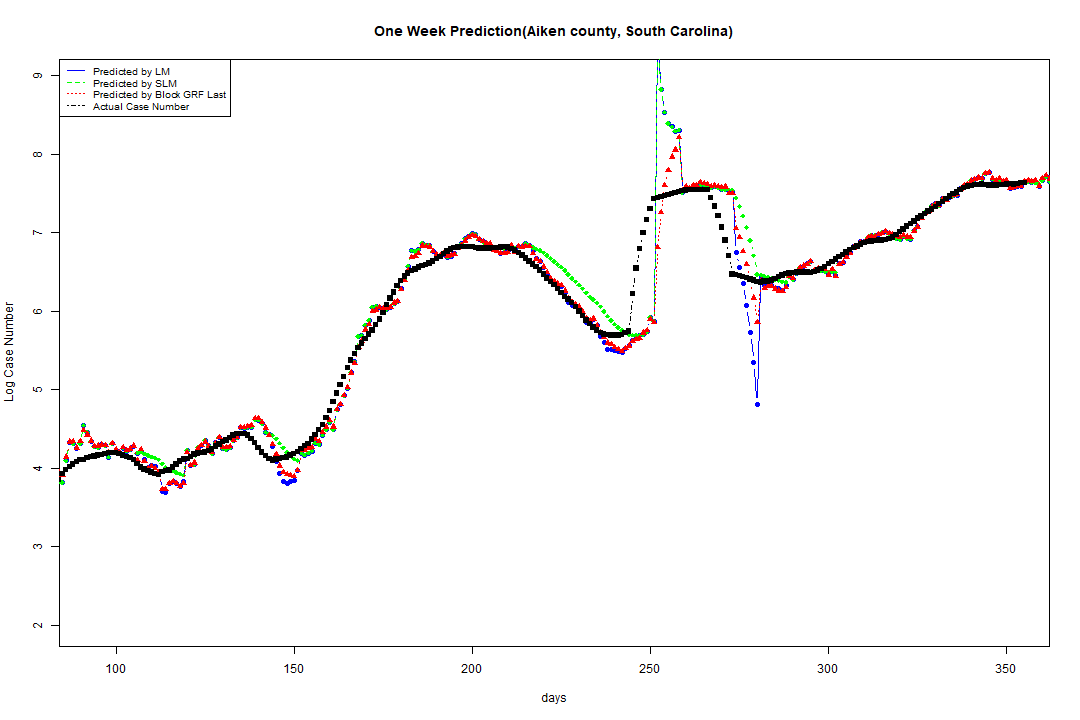 One Week Prediction(Aiken county, South Carolina)
Predicted by LM
Predicted by SLM
Predicted by Block GRF Last
Actual Case Number
9
8
7
6
5
4
3
2
Log Case Number
100 150 200 250 300 350
days